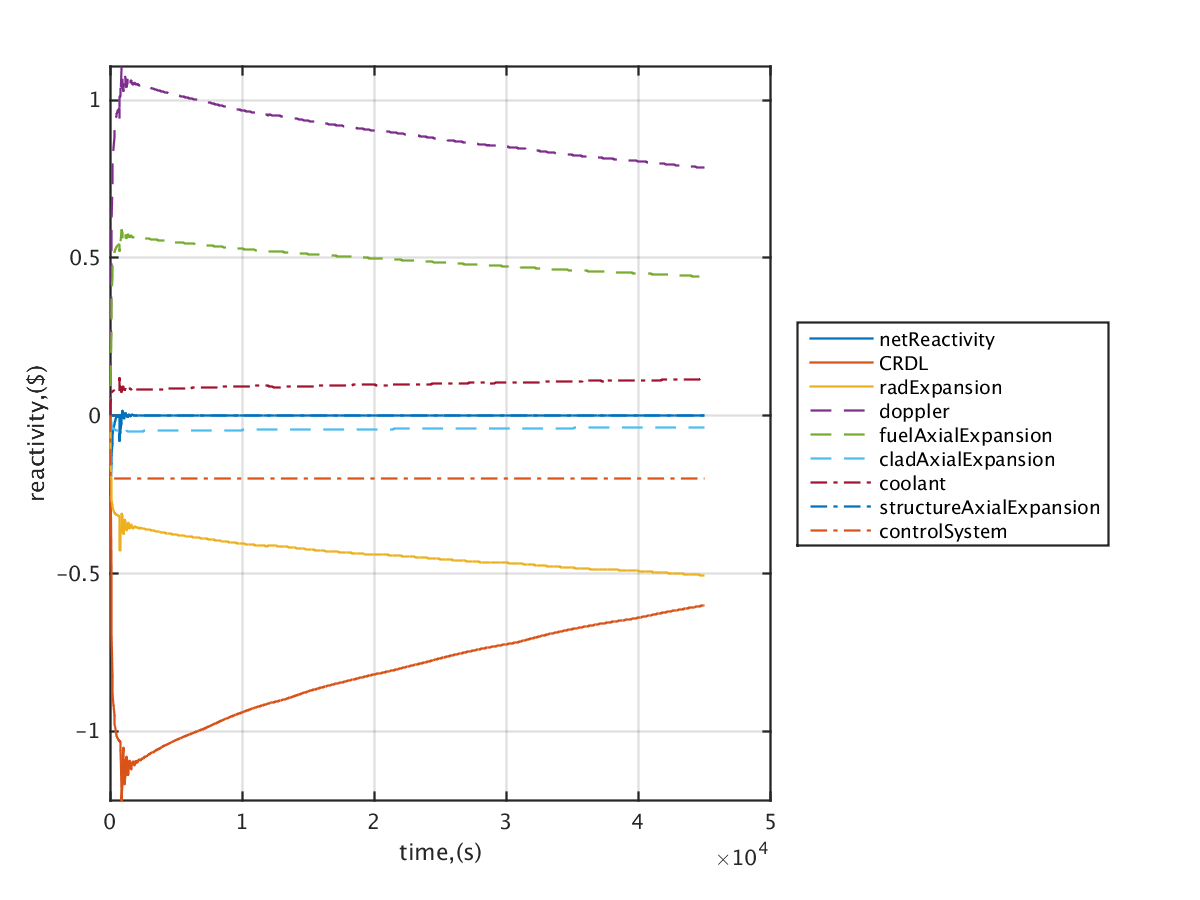 1
0.5
0
-0.5
-1
reactivity,($)
0
1
2
3
4
5
time,(s)
×10^4
netReactivity
CRDL
radExpansion
doppler
fuelAxialExpansion
cladAxialExpansion
coolant
structureAxialExpansion
controlSystem